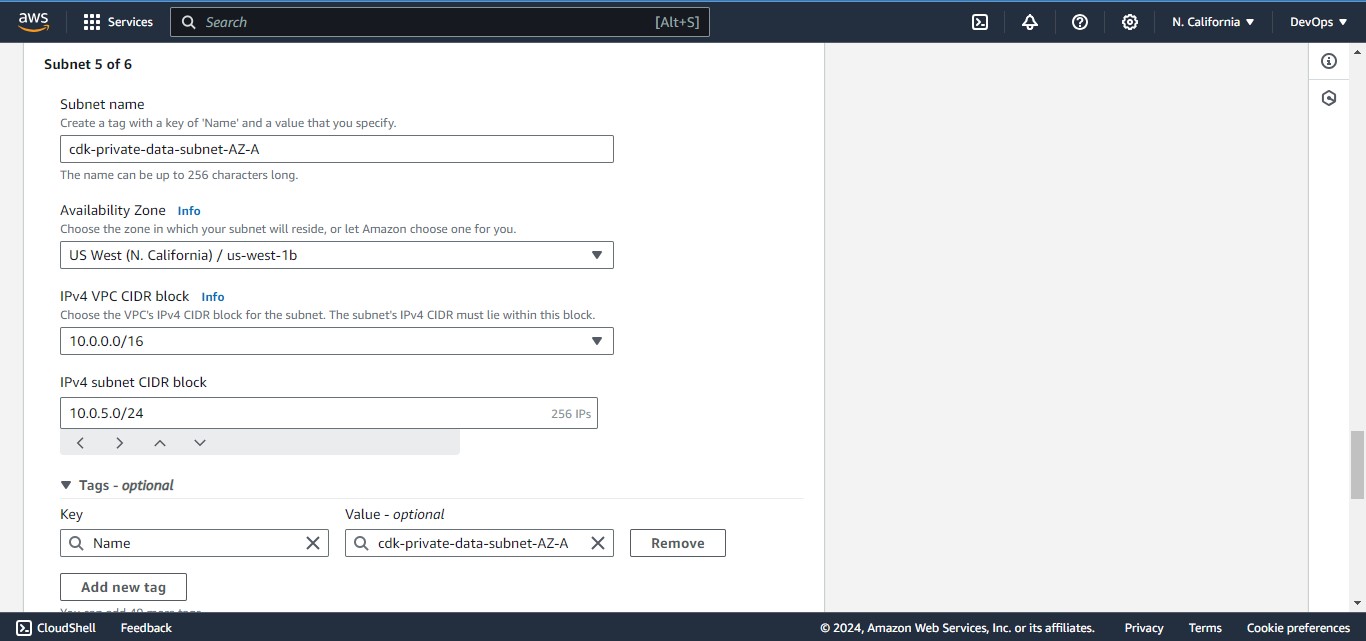 aws Services Search [Alt+S] N. California DevOps
Subnet 5 of 6
Subnet name
Create a tag with a key of 'Name' and a value that you specify.
cdk-private-data-subnet-AZ-A
The name can be up to 256 characters long.
Availability Zone Info
Choose the zone in which your subnet will reside, or let Amazon choose one for you.
US West (N. California) / us-west-1b
IPv4 VPC CIDR block Info
Choose the VPC's IPv4 CIDR block for the subnet. The subnet's IPv4 CIDR must lie within this block.
10.0.0.0/16
IPv4 subnet CIDR block
10.0.5.0/24 256 IPs
Tags - optional
Key Value - optional
Name cdk-private-data-subnet-AZ-A Remove
Add new tag
You can add 49 more tags.
CloudShell Feedback © 2024, Amazon Web Services, Inc. or its affiliates. Privacy Terms Cookie preferences